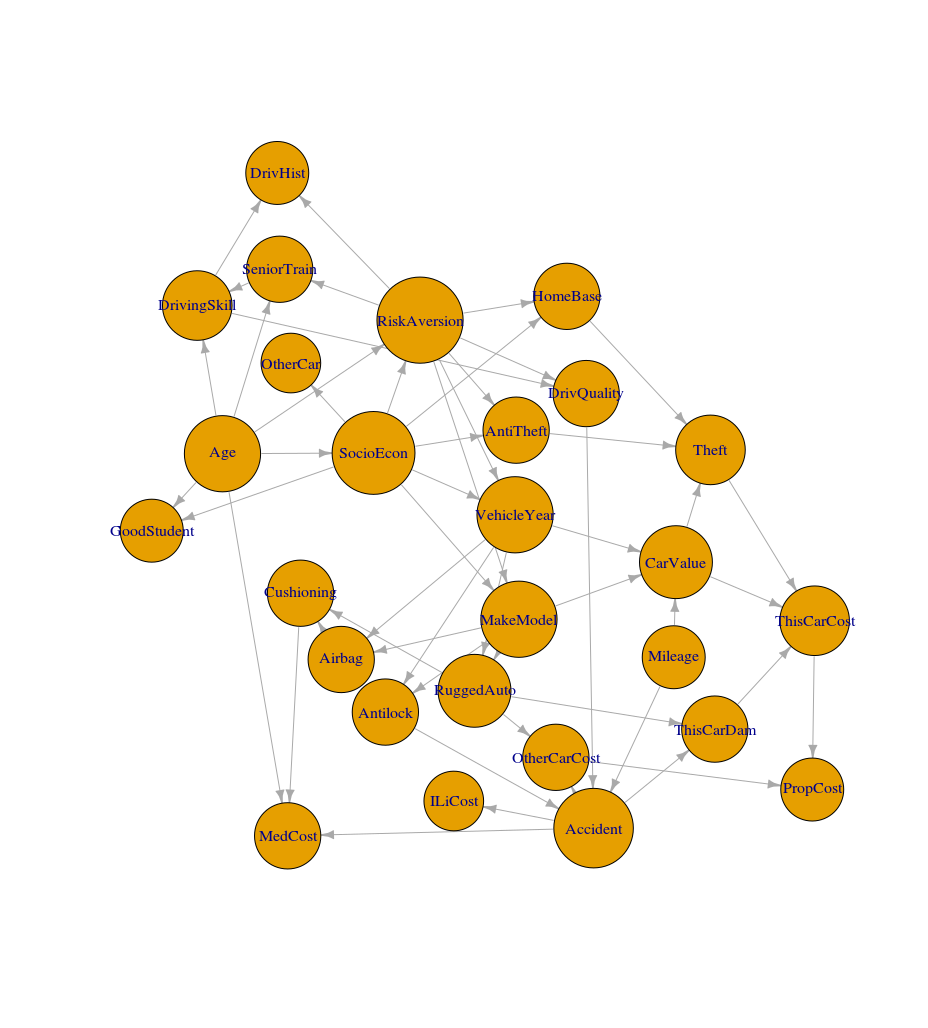 DrivHist
SeniorTrain
HomeBase
DrivingSkill
RiskAversion
OtherCar
DrivQuality
AntiTheft
Theft
Age
SocioEcon
VehicleYear
GoodStudent
CarValue
Cushioning
MakeModel
ThisCarCost
Airbag
Mileage
RuggedAuto
Antilock
ThisCarDam
OtherCarCost
PropCost
ILiCost
Accident
MedCost